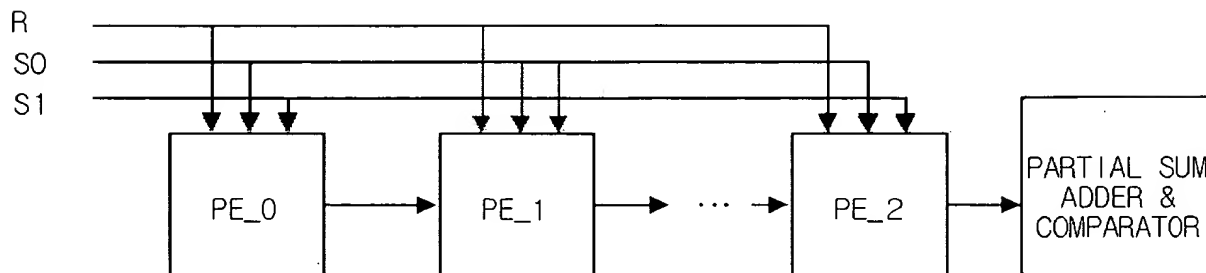 R
S0
S1
PE_0
PE_1
...
PE_2
PARTIAL SUM
ADDER &
COMPARATOR